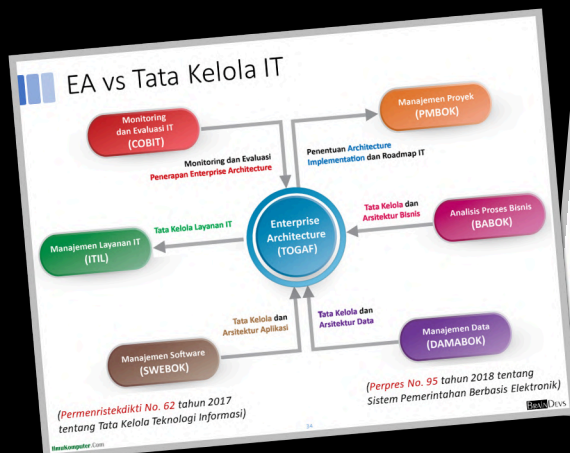 EA vs Tata Kelola IT
Monitoring
dan Evaluasi IT
(COBIT)
Manajemen Proyek
(PMBOK)
Monitoring dan Evaluasi
Penerapan Enterprise Architecture
Penentuan Architecture
Implementation dan Roadmap IT
Manajemen Layanan IT
(ITIL)
Tata Kelola Layanan IT
Enterprise
Architecture
(TOGAF)
Tata Kelola dan
Arsitektur Bisnis
Analisis Proses Bisnis
(BABOK)
Tata Kelola dan
Arsitektur Aplikasi
Tata Kelola dan
Arsitektur Data
Manajemen Software
(SWEBOK)
Manajemen Data
(DAMABOK)
(Permenristekdikti No. 62 tahun 2017
tentang Tata Kelola Teknologi Informasi)
(Perpres No. 95 tahun 2018 tentang
Sistem Pemerintahan Berbasis Elektronik)
IlmuKomputer.Com
34
BRAINDEVS